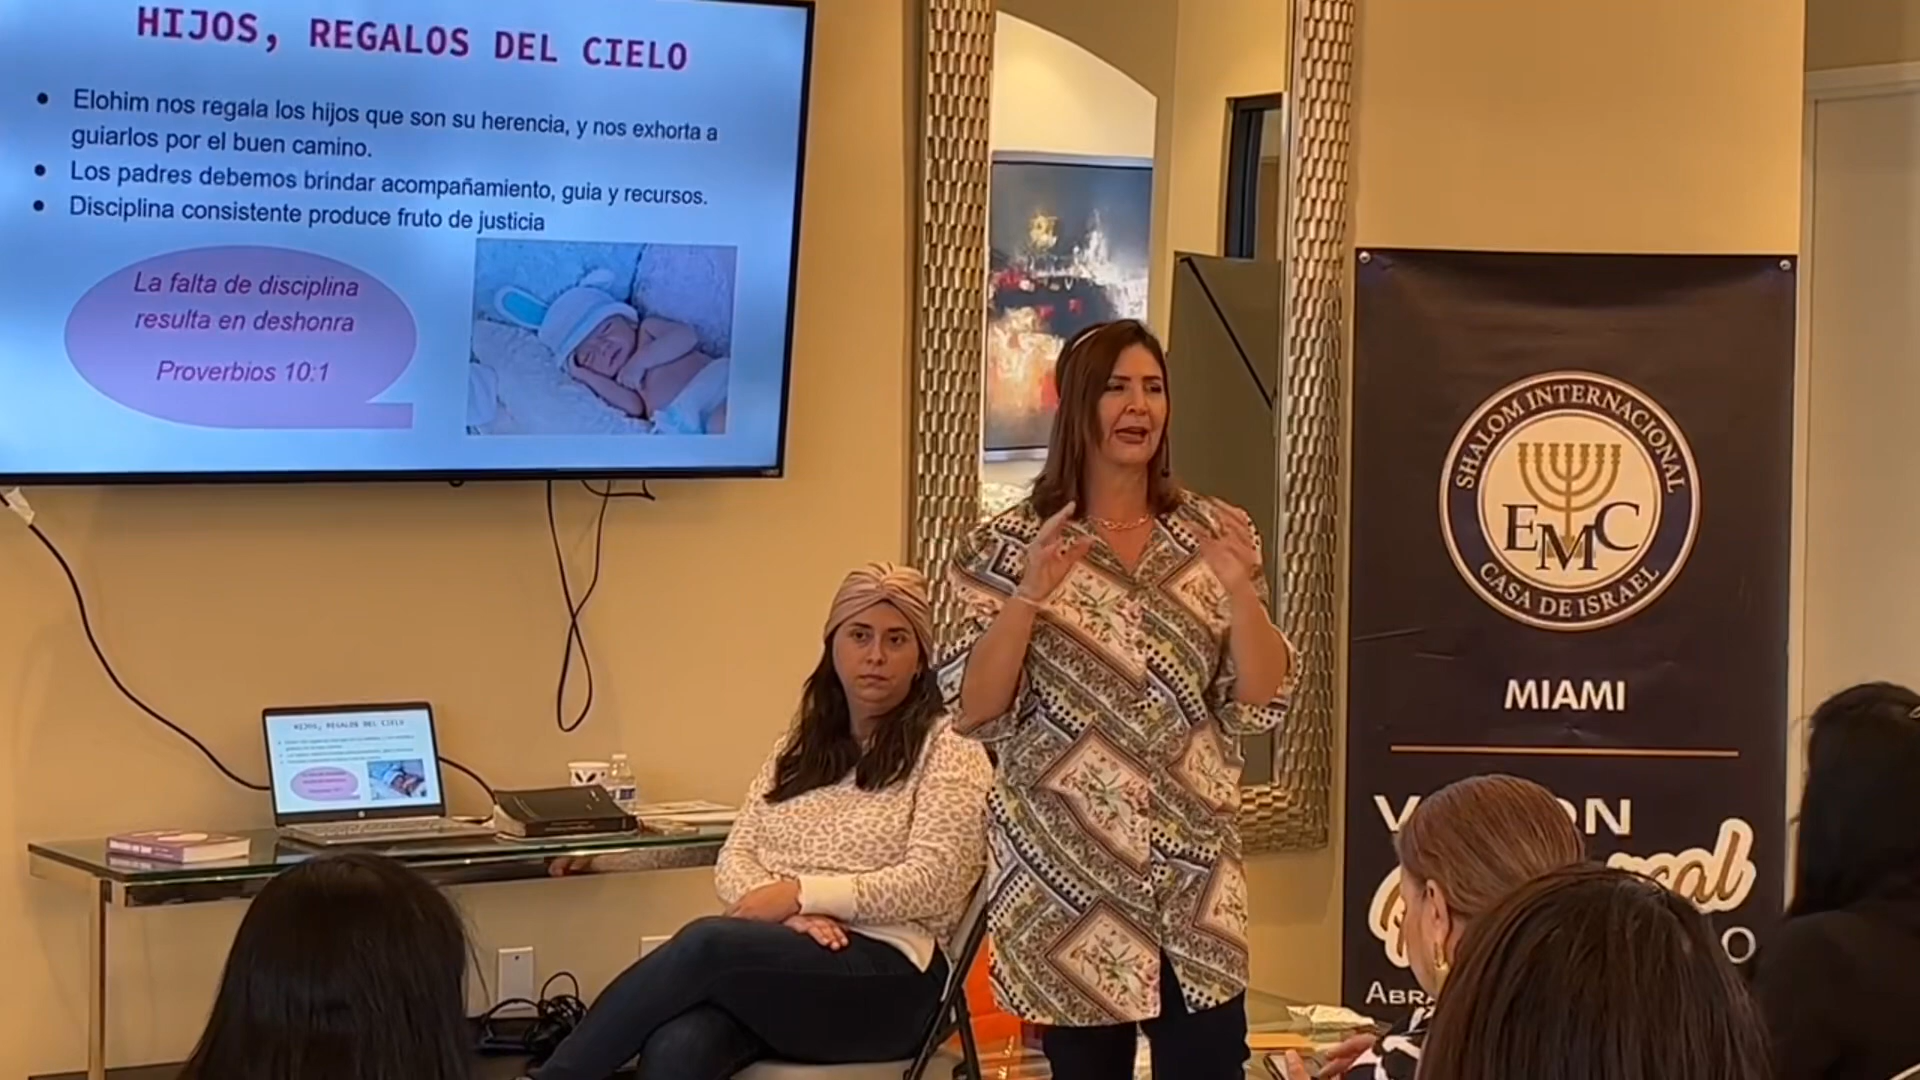 HIJOS, REGALOS DEL CIELO
Elohim nos regala los hijos que son su herencia, y nos exhorta a
guiarlos por el buen camino.
Los padres debemos brindar acompañamiento, guia y recursos.
Disciplina consistente produce fruto de justicia
La falta de disciplina
resulta en deshonra
Proverbios 10:1
HIJOS, REGALOS DEL CIELO
SHALOM INTERNACIONAL
EMC
CASA DE ISRAEL
MIAMI